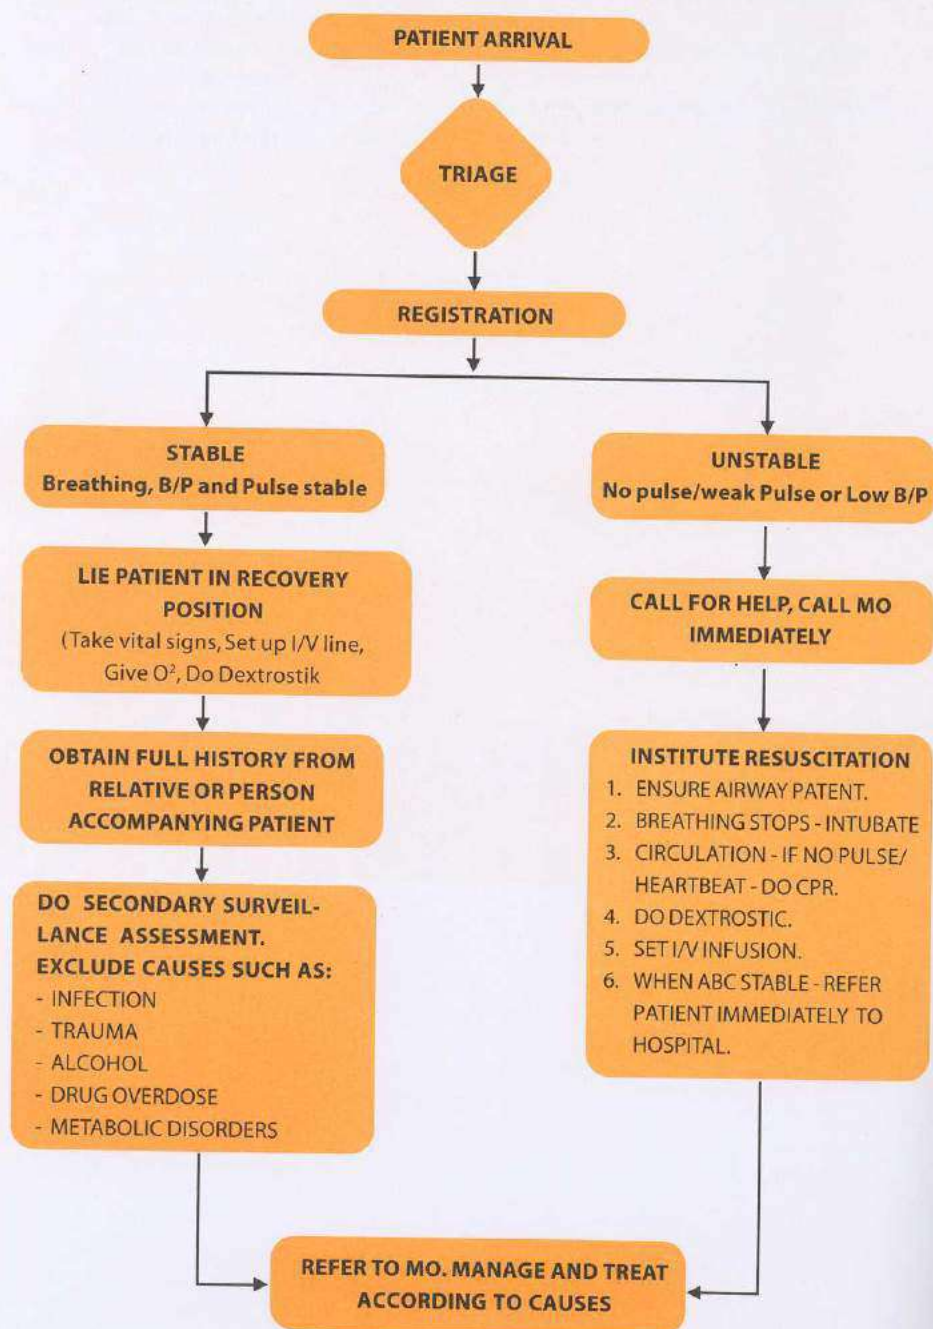 PATIENT ARRIVAL
TRIAGE
REGISTRATION
STABLE
Breathing, B/P and Pulse stable
LIE PATIENT IN RECOVERY
POSITION
(Take vital signs, Set up I/V line,
Give O², Do Dextrostik
OBTAIN FULL HISTORY FROM
RELATIVE OR PERSON
ACCOMPANYING PATIENT
DO SECONDARY SURVEIL-
LANCE ASSESSMENT.
EXCLUDE CAUSES SUCH AS:
- INFECTION
- TRAUMA
- ALCOHOL
- DRUG OVERDOSE
- METABOLIC DISORDERS
UNSTABLE
No pulse/weak Pulse or Low B/P
CALL FOR HELP, CALL MO
IMMEDIATELY
INSTITUTE RESUSCITATION
1. ENSURE AIRWAY PATENT.
2. BREATHING STOPS - INTUBATE
3. CIRCULATION - IF NO PULSE/
HEARTBEAT - DO CPR.
4. DO DEXTROSTIC.
5. SET I/V INFUSION.
6. WHEN ABC STABLE - REFER
PATIENT IMMEDIATELY TO
HOSPITAL.
REFER TO MO. MANAGE AND TREAT
ACCORDING TO CAUSES